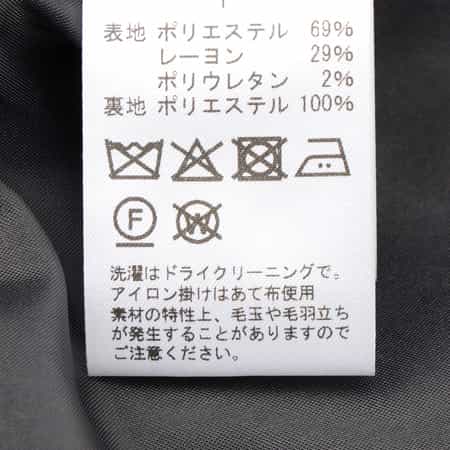 表地 ポリエステル 69%
レーヨン 29%
ポリウレタン 2%
裏地 ポリエステル 100%
F W
洗濯はドライクリーニングで。
アイロン掛けはあて布使用
素材の特性上、毛玉や毛羽立ち
が発生することがありますので
ご注意ください。